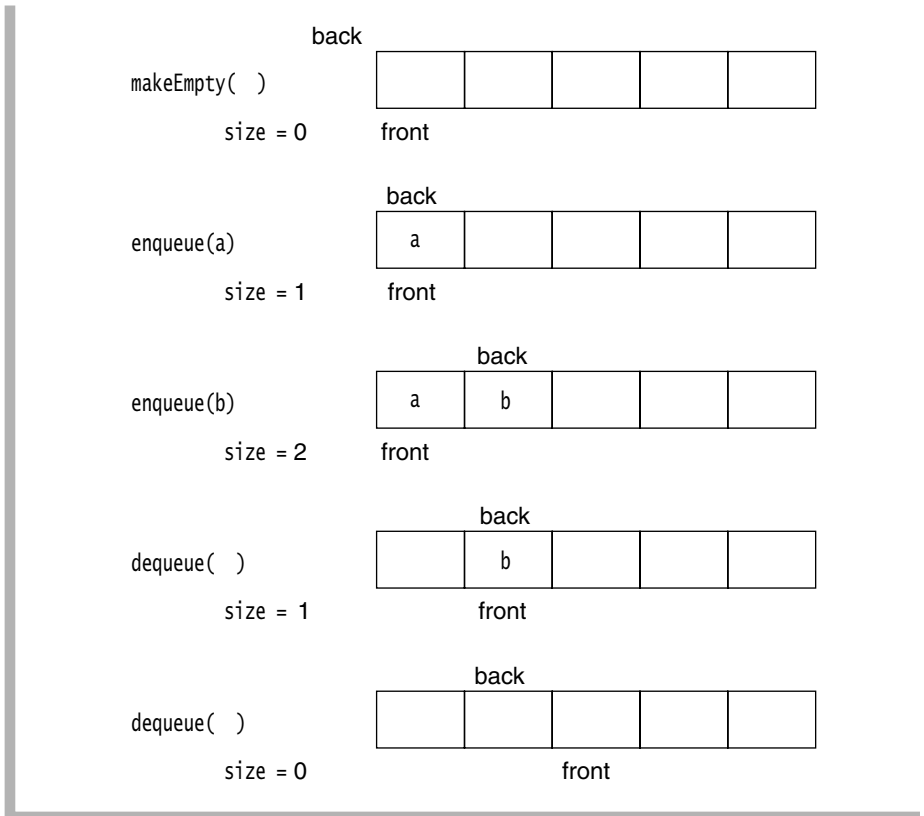 back
makeEmpty( )
size = 0 front
back
enqueue(a) a
size = 1 front
back
enqueue(b) a b
size = 2 front
back
dequeue( ) b
size = 1 front
back
dequeue( )
size = 0 front